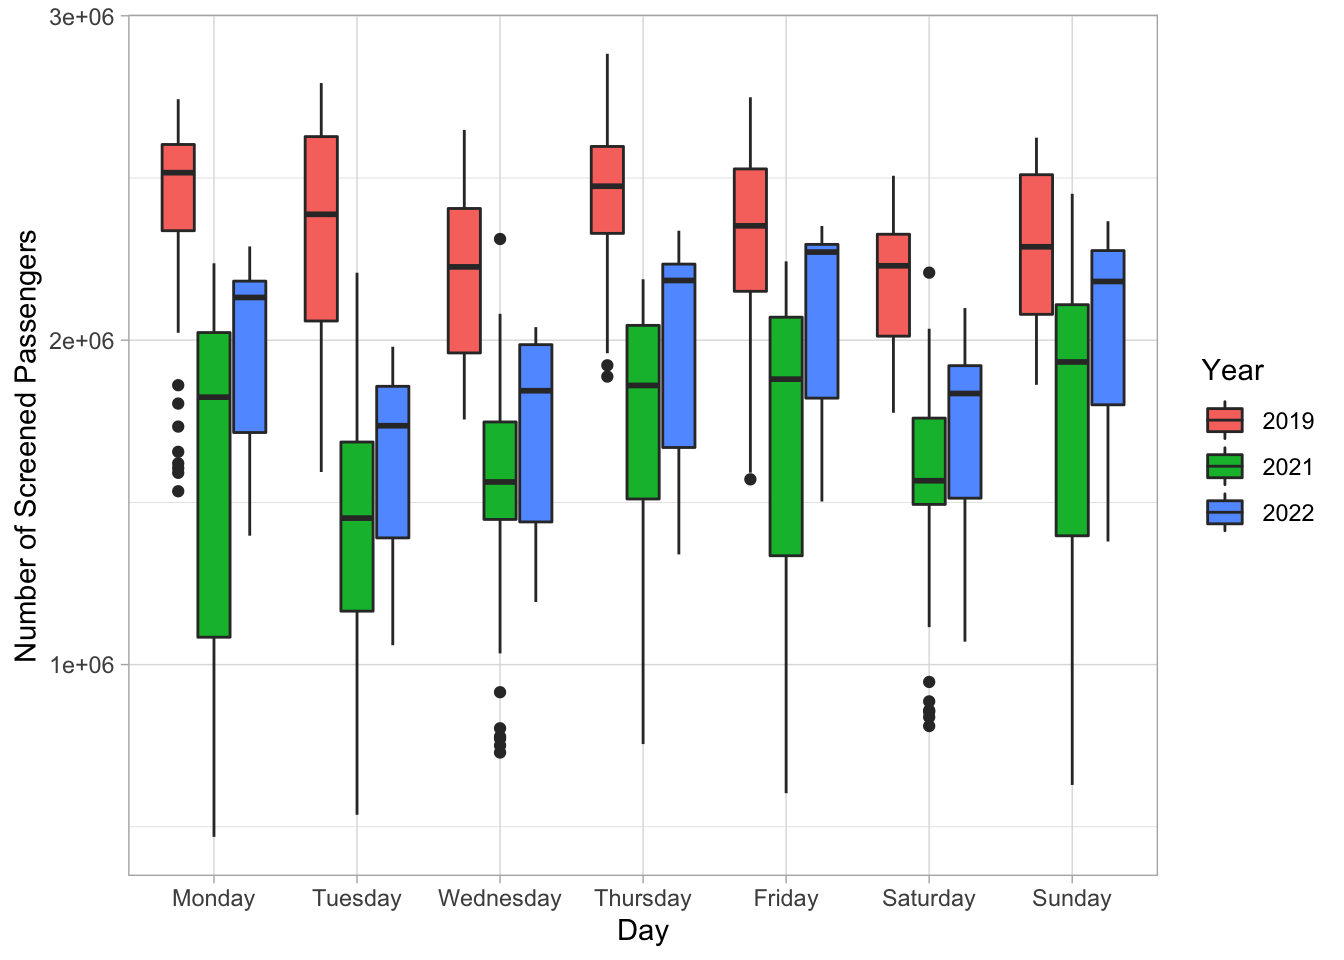 Number of Screened Passengers
3e+06
2e+06
1e+06
Monday Tuesday Wednesday Thursday Friday Saturday Sunday
Day
Year
2019
2021
2022